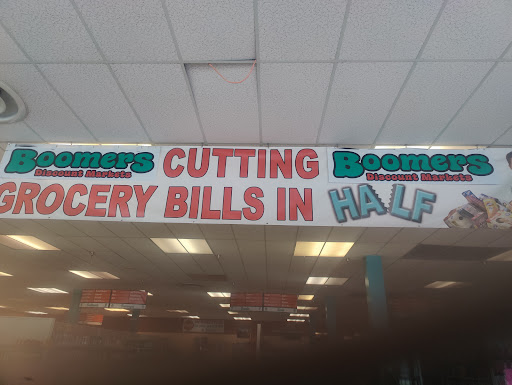 Boomers
Discount Markets
CUTTING
Boomers
Discount Markets
GROCERY BILLS IN HALF